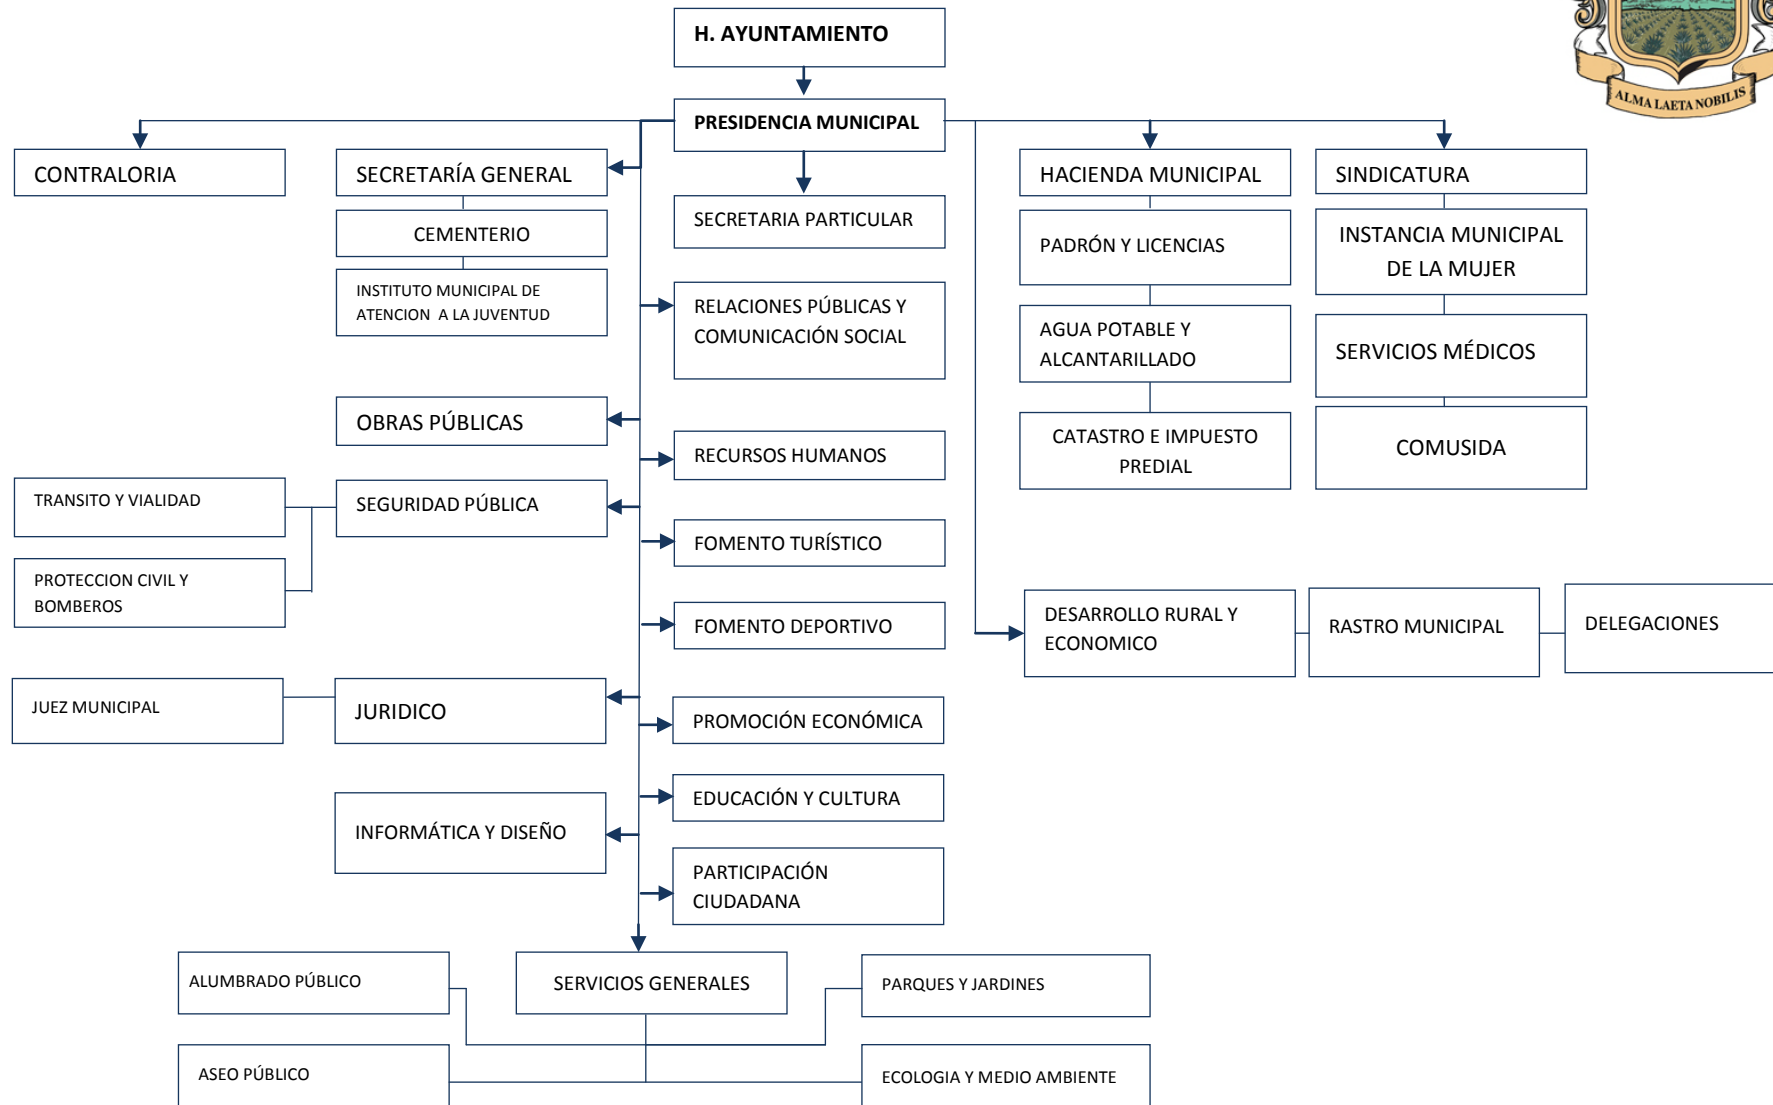 H. AYUNTAMIENTO
ALMA LAETA NOBILIS
PRESIDENCIA MUNICIPAL
CONTRALORIA
SECRETARÍA GENERAL
HACIENDA MUNICIPAL
SINDICATURA
SECRETARIA PARTICULAR
CEMENTERIO
PADRÓN Y LICENCIAS
INSTANCIA MUNICIPAL
DE LA MUJER
INSTITUTO MUNICIPAL DE
ATENCION A LA JUVENTUD
RELACIONES PÚBLICAS Y
COMUNICACIÓN SOCIAL
AGUA POTABLE Y
ALCANTARILLADO
SERVICIOS MÉDICOS
OBRAS PÚBLICAS
RECURSOS HUMANOS
CATASTRO E IMPUESTO
PREDIAL
COMUSIDA
TRANSITO Y VIALIDAD
SEGURIDAD PÚBLICA
FOMENTO TURÍSTICO
PROTECCION CIVIL Y
BOMBEROS
FOMENTO DEPORTIVO
DESARROLLO RURAL Y
ECONOMICO
RASTRO MUNICIPAL
DELEGACIONES
JUEZ MUNICIPAL
JURIDICO
PROMOCIÓN ECONÓMICA
EDUCACIÓN Y CULTURA
INFORMÁTICA Y DISEÑO
PARTICIPACIÓN
CIUDADANA
ALUMBRADO PÚBLICO
SERVICIOS GENERALES
PARQUES Y JARDINES
ASEO PÚBLICO
ECOLOGIA Y MEDIO AMBIENTE